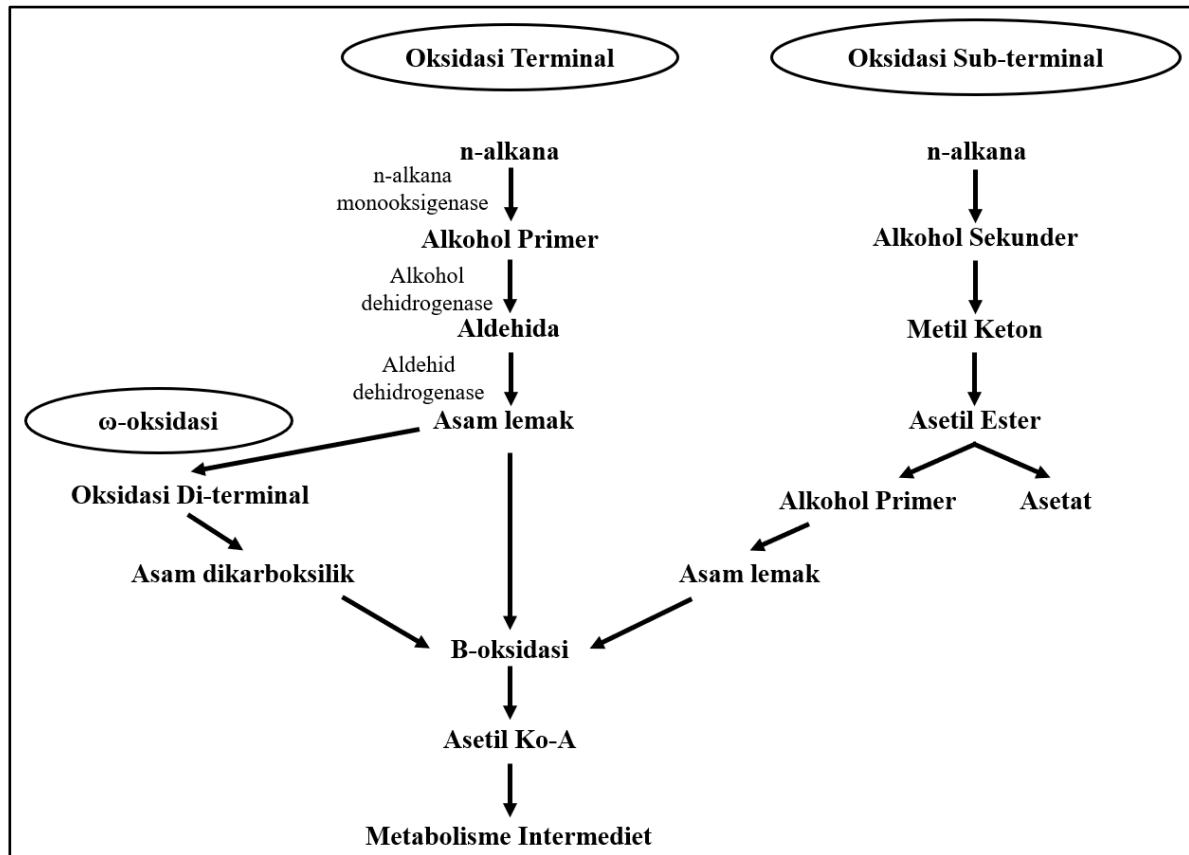 Oksidasi Terminal
Oksidasi Sub-terminal
n-alkana
n-alkana
n-alkana
monooksigenase
Alkohol Primer
Alkohol Sekunder
Alkohol
dehidrogenase
Aldehida
Metil Keton
Aldehid
dehidrogenase
ω-oksidasi
Asam lemak
Asetil Ester
Oksidasi Di-terminal
Alkohol Primer
Asetat
Asam dikarboksilik
Asam lemak
B-oksidasi
Asetil Ko-A
Metabolisme Intermediet